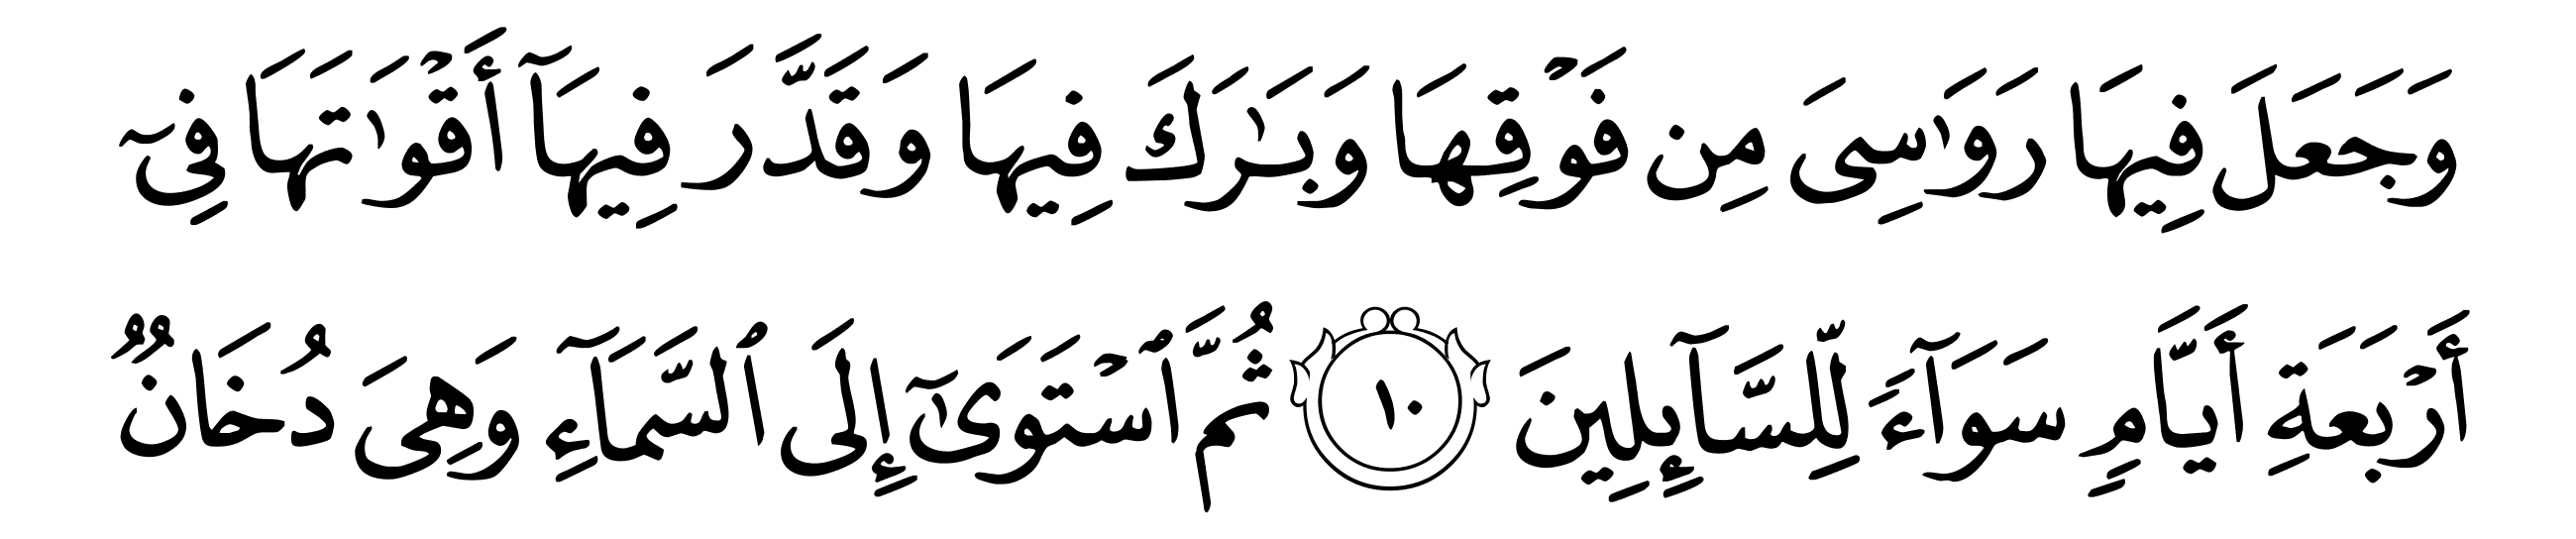 وَجَعَلَ فِيهَا رَوَٰسِىَ مِن فَوۡقِهَا وَبَٰرَكَ فِيهَا وَقَدَّرَ فِيهَآ أَقۡوَٰتَهَا فِىٓ
أَرۡبَعَةِ أَيَّامٖ سَوَآءٗ لِّلسَّآئِلِينَ ١٠ ثُمَّ ٱسۡتَوَىٰٓ إِلَى ٱلسَّمَآءِ وَهِىَ دُخَانٞ